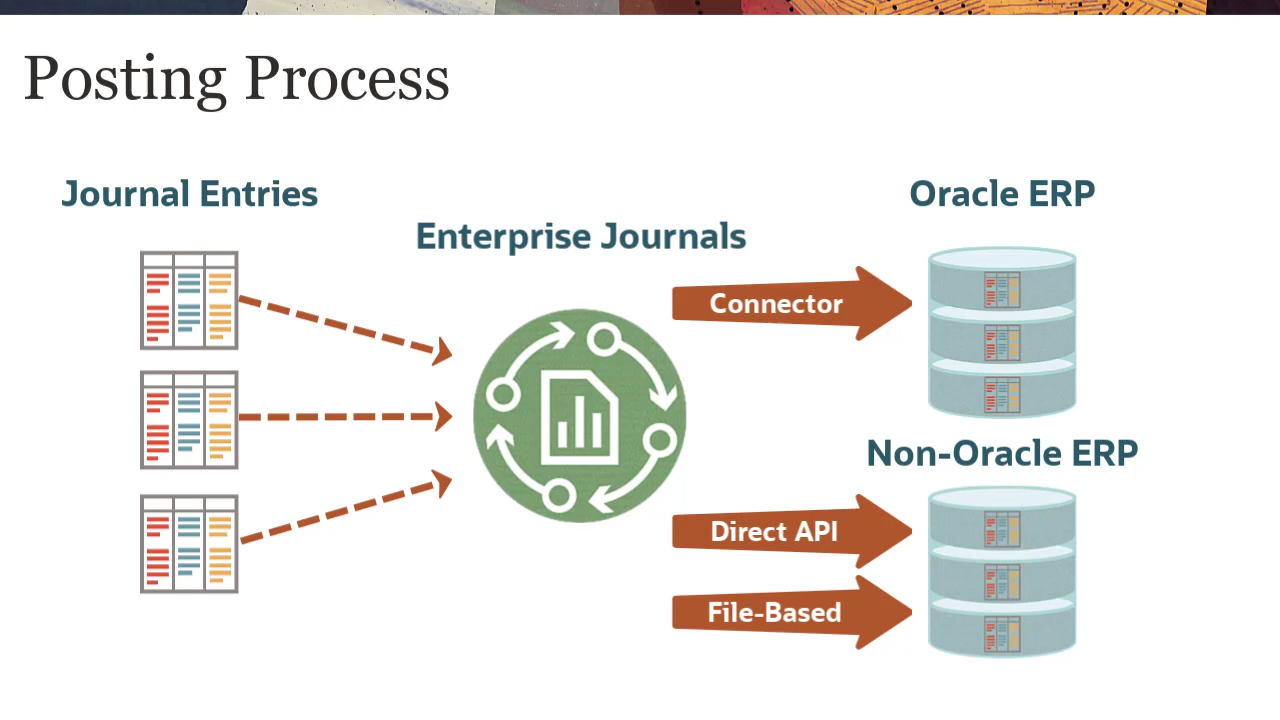 Posting Process
Journal Entries
Enterprise Journals
Oracle ERP
Connector
Non-Oracle ERP
Direct API
File-Based